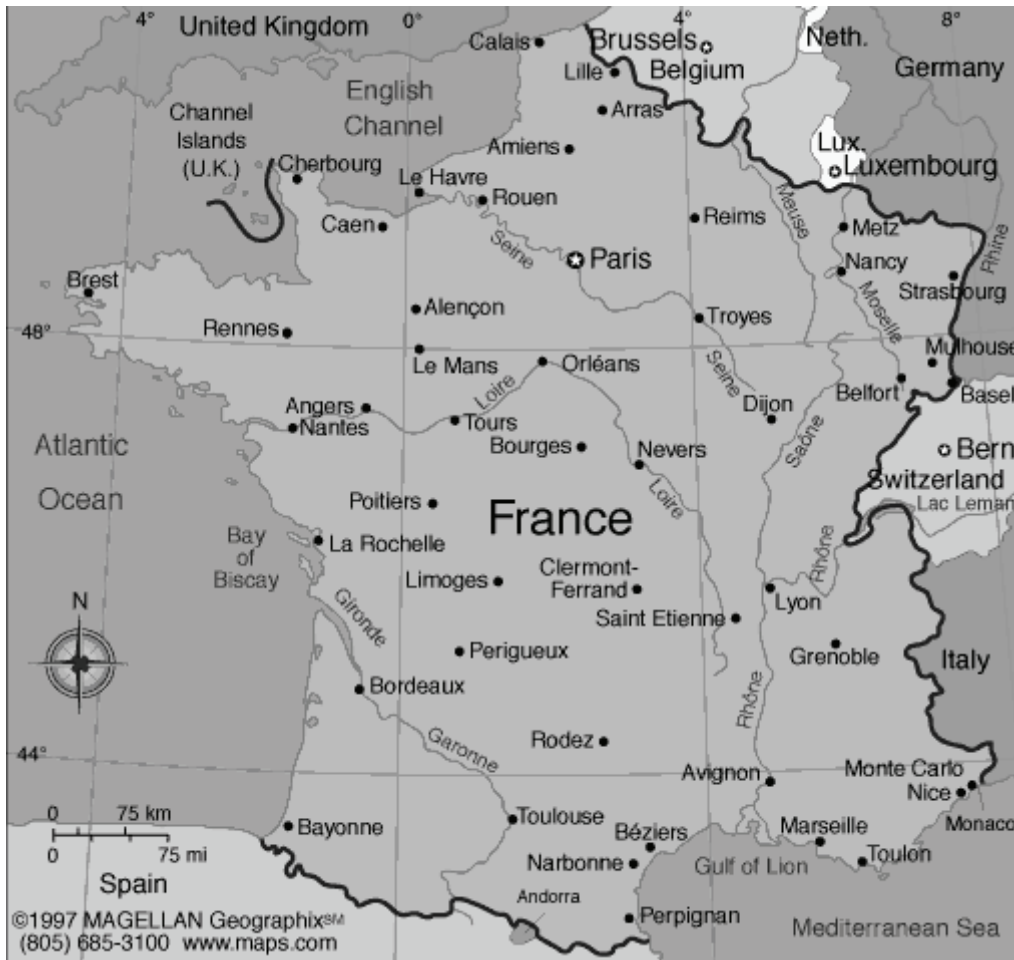 4°
0°
4°
8°
United Kingdom
Calais
Brussels
Belgium
Neth.
Germany
Lille
English
Channel
Channel
Islands
(U.K.)
Arras
Amiens
Lux.
Luxembourg
Cherbourg
Le Havre
Rouen
Meuse
Caen
Reims
Metz
Seine
Paris
Nancy
Rhine
Strasbourg
Brest
Alençon
Troyes
Moselle
Rennes
48°
Le Mans
Orléans
Mulhouse
Seine
Loire
Belfort
Basel
Angers
Nantes
Tours
Dijon
Atlantic
Ocean
Bourges
Nevers
Saône
Bern
Switzerland
Lac Leman
Poitiers
France
Loire
Bay
of
Biscay
La Rochelle
Rhône
Limoges
Clermont-
Ferrand
Lyon
N
Gironde
Saint Etienne
Perigueux
Grenoble
Italy
Bordeaux
Rhône
Garonne
Rodez
44°
Avignon
Monte Carlo
Nice
Monaco
0 75 km
0 75 mi
Bayonne
Toulouse
Béziers
Marseille
Narbonne
Gulf of Lion
Toulon
Spain
Andorra
Perpignan
Mediterranean Sea
©1997 MAGELLAN Geographix℠
(805) 685-3100 www.maps.com